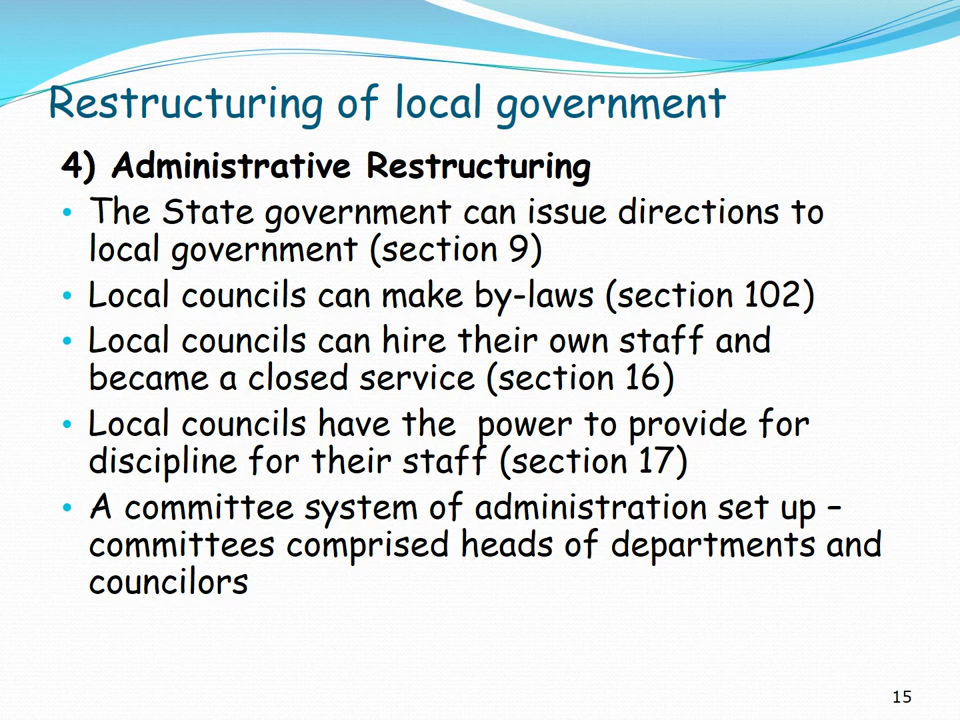 Restructuring of local government
4) Administrative Restructuring
• The State government can issue directions to
local government (section 9)
• Local councils can make by-laws (section 102)
• Local councils can hire their own staff and
became a closed service (section 16)
• Local councils have the  power to provide for
discipline for their staff (section 17)
• A committee system of administration set up –
committees comprised heads of departments and
councilors
15